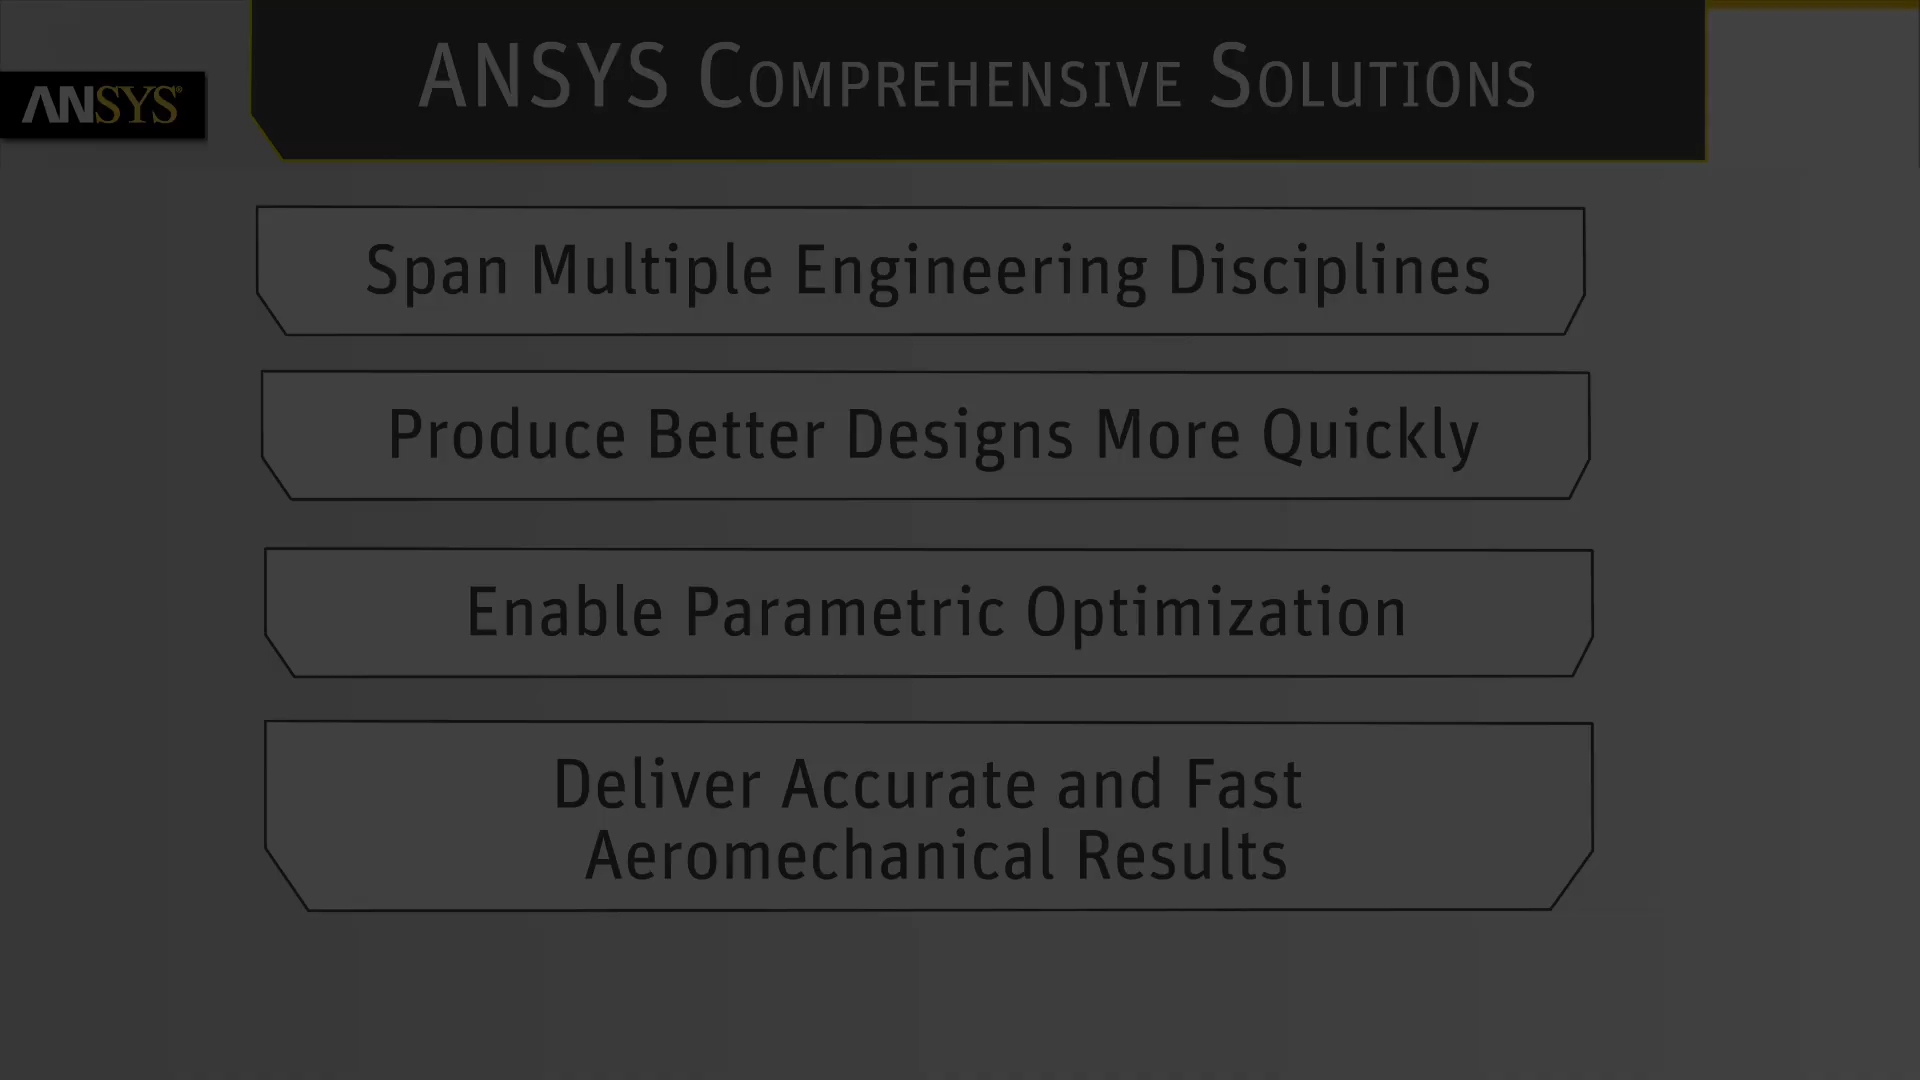 ANSYS COMPREHENSIVE SOLUTIONS
ANSYS®
Span Multiple Engineering Disciplines
Produce Better Designs More Quickly
Enable Parametric Optimization
Deliver Accurate and Fast
Aeromechanical Results